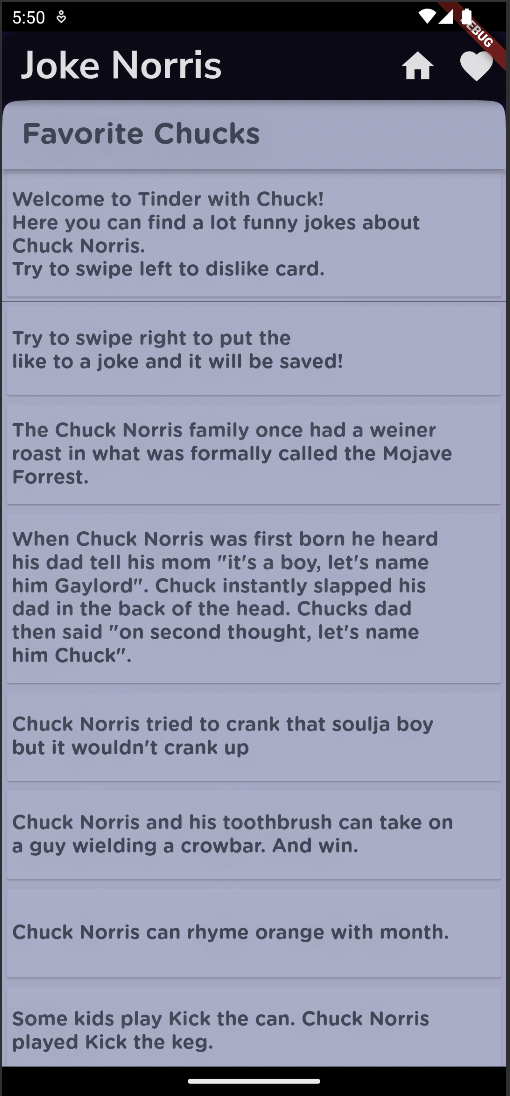 5:50
Joke Norris
Favorite Chucks
Welcome to Tinder with Chuck!
Here you can find a lot funny jokes about
Chuck Norris.
Try to swipe left to dislike card.
Try to swipe right to put the
like to a joke and it will be saved!
The Chuck Norris family once had a weiner
roast in what was formally called the Mojave
Forrest.
When Chuck Norris was first born he heard
his dad tell his mom "it's a boy, let's name
him Gaylord". Chuck instantly slapped his
dad in the back of the head. Chucks dad
then said "on second thought, let's name
him Chuck".
Chuck Norris tried to crank that soulja boy
but it wouldn't crank up
Chuck Norris and his toothbrush can take on
a guy wielding a crowbar. And win.
Chuck Norris can rhyme orange with month.
Some kids play Kick the can. Chuck Norris
played Kick the keg.